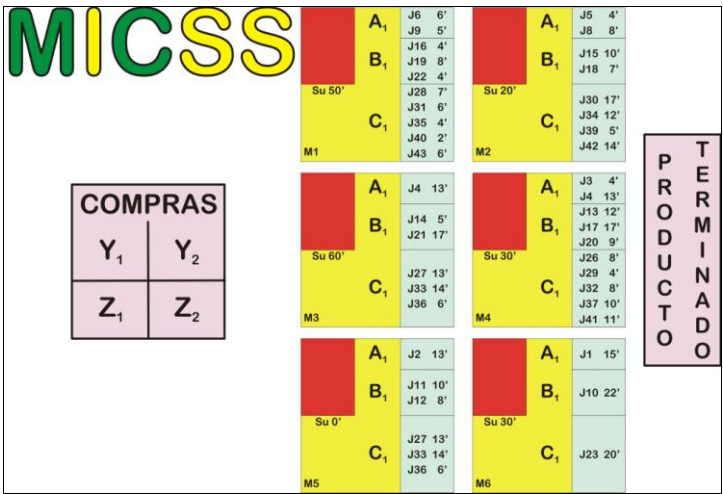 MICSS
COMPRAS
Y1 Y2
Z1 Z2
A1
J6 6'
J9 5'
B1
J16 4'
J19 8'
J22 4'
Su 50'
C1
J28 7'
J31 6'
J35 4'
J40 2'
J43 6'
M1
A1
J5 4'
J8 8'
B1
J15 10'
J18 7'
Su 20'
C1
J30 17'
J34 12'
J39 5'
J42 14'
M2
A1
J4 13'
B1
J14 5'
J21 17'
Su 60'
C1
J27 13'
J33 14'
J36 6'
M3
A1
J3 4'
J4 13'
B1
J13 12'
J17 17'
J20 9'
Su 30'
C1
J26 8'
J29 4'
J32 8'
J37 10'
J41 11'
M4
A1
J2 13'
B1
J11 10'
J12 8'
Su 0'
C1
J27 13'
J33 14'
J36 6'
M5
A1
J1 15'
B1
J10 22'
Su 30'
C1
J23 20'
M6
PRODUCTO
TERMINADO